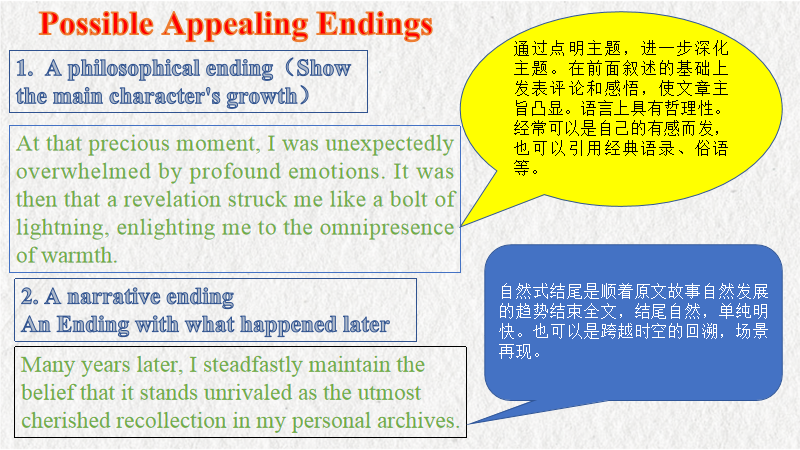 Possible Appealing Endings
1. A philosophical ending（Show
the main character's growth）
通过点明主题，进一步深化
主题。在前面叙述的基础上
发表评论和感悟，使文章主
旨凸显。语言上具有哲理性。
经常可以是自己的有感而发，
也可以引用经典语录、俗语
等。
At that precious moment, I was unexpectedly
overwhelmed by profound emotions. It was
then that a revelation struck me like a bolt of
lightning, enlighting me to the omnipresence
of warmth.
2. A narrative ending
An Ending with what happened later
自然式结尾是顺着原文故事自然发展
的趋势结束全文，结尾自然，单纯明
快。也可以是跨越时空的回溯，场景
再现。
Many years later, I steadfastly maintain the
belief that it stands unrivaled as the utmost
cherished recollection in my personal archives.